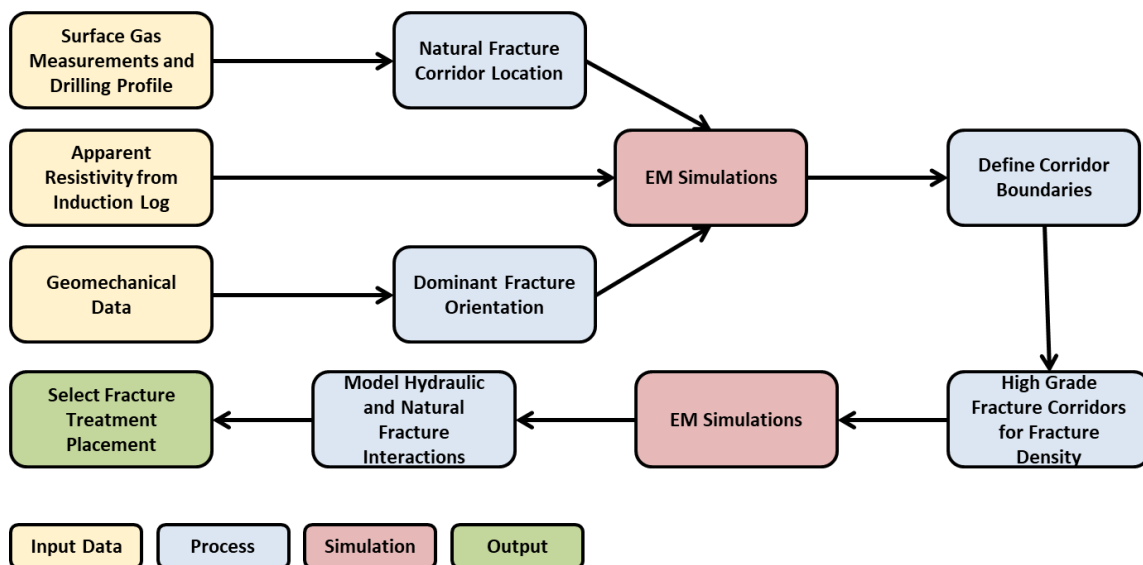 Surface Gas
Measurements and
Drilling Profile
Natural Fracture
Corridor Location
Apparent
Resistivity from
Induction Log
EM Simulations
Define Corridor
Boundaries
Geomechanical
Data
Dominant Fracture
Orientation
Select Fracture
Treatment
Placement
Model Hydraulic
and Natural
Fracture
Interactions
EM Simulations
High Grade
Fracture Corridors
for Fracture
Density
Input Data
Process
Simulation
Output